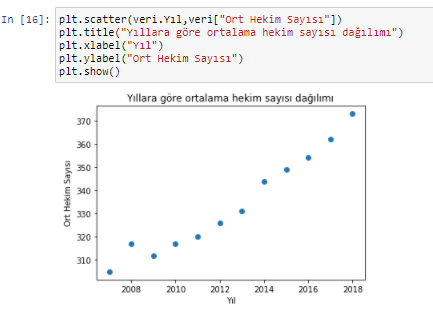 In [16]: plt.scatter(veri.Yıl,veri["Ort Hekim Sayısı"])
plt.title("Yıllara göre ortalama hekim sayısı dağılımı")
plt.xlabel("Yıl")
plt.ylabel("Ort Hekim Sayısı")
plt.show()
Yıllara göre ortalama hekim sayısı dağılımı
370
360
350
340
330
320
310
Ort Hekim Sayısı
2008 2010 2012 2014 2016 2018
Yıl